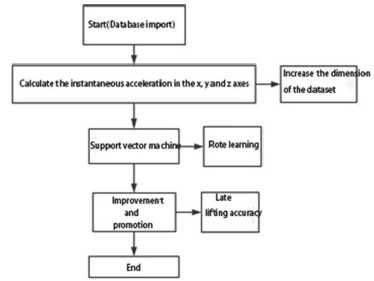 Start(Database import)
Calculate the instantaneous acceleration in the x, y and z axes
Increase the dimension
of the dataset
Support vector machine
Rote learning
Improvement
and
promotion
Late
lifting accuracy
End